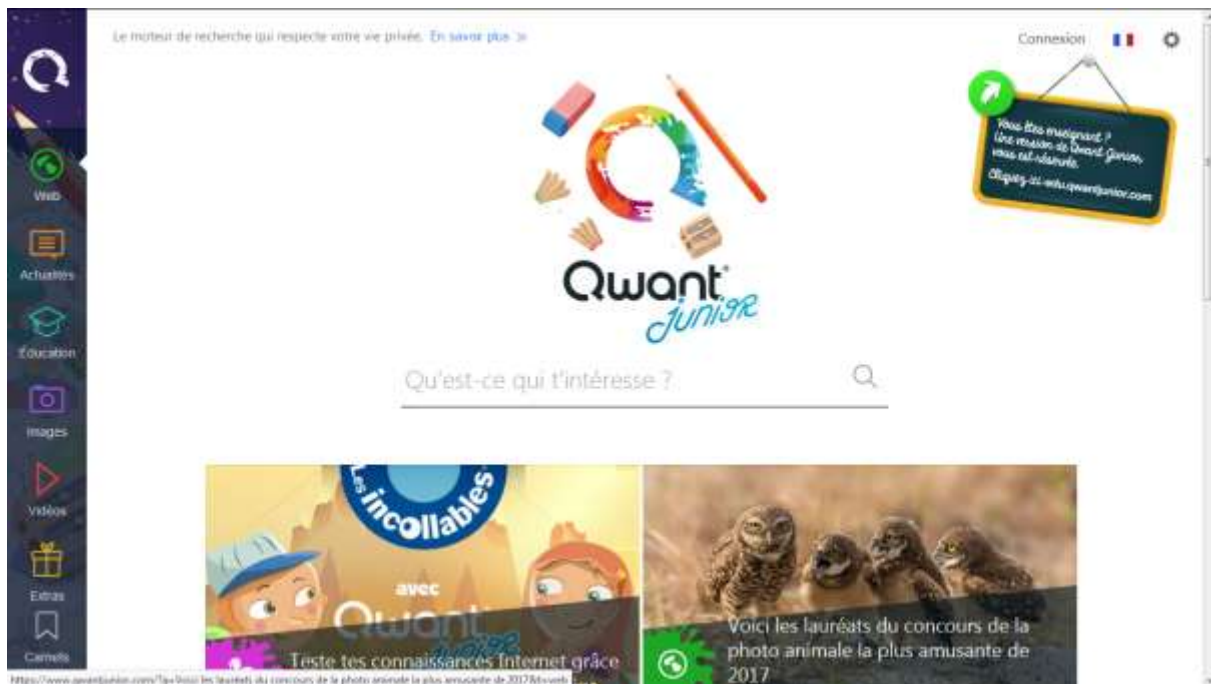 Le moteur de recherche qui respecte votre vie privée. En savoir plus
Connexion
Vous êtes enseignant ?
Une version de Qwant Junior
vous est réservée.
Cliquez-ici edu.qwantjunior.com
Web
Actualités
Éducation
Images
Vidéos
Extras
Carnets
Qwant
junior
Qu'est-ce qui t'intéresse ?
Les
incollables
avec
Qwant
junior
Teste tes connaissances Internet grâce
Voici les lauréats du concours de la
photo animale la plus amusante de
2017